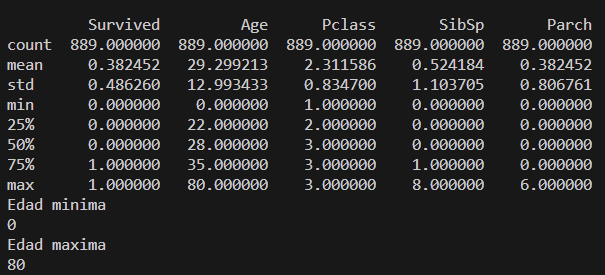 Survived Age Pclass SibSp Parch
count 889.000000 889.000000 889.000000 889.000000 889.000000
mean 0.382452 29.299213 2.311586 0.524184 0.382452
std 0.486260 12.993433 0.834700 1.103705 0.806761
min 0.000000 0.000000 1.000000 0.000000 0.000000
25% 0.000000 22.000000 2.000000 0.000000 0.000000
50% 0.000000 28.000000 3.000000 0.000000 0.000000
75% 1.000000 35.000000 3.000000 1.000000 0.000000
max 1.000000 80.000000 3.000000 8.000000 6.000000
Edad minima
0
Edad maxima
80